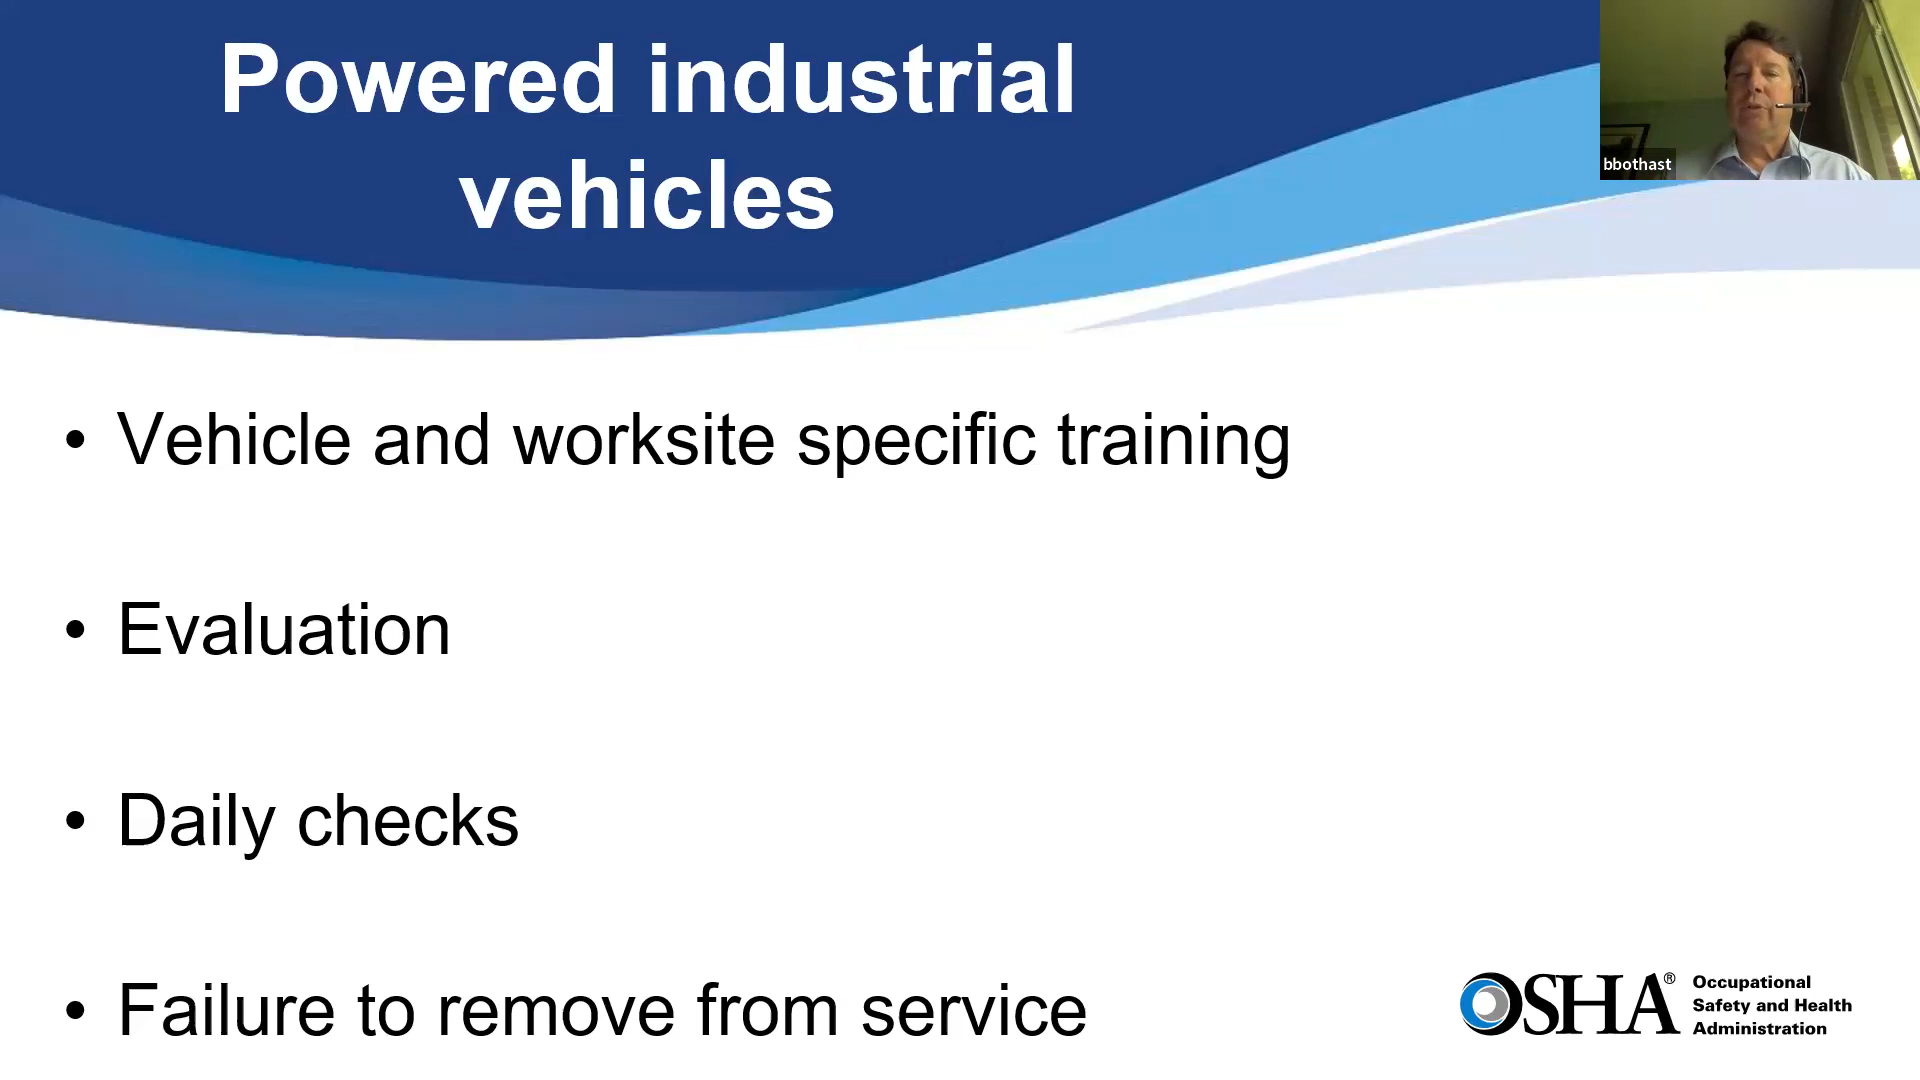 Powered industrial
vehicles
bbothast
• Vehicle and worksite specific training
• Evaluation
• Daily checks
• Failure to remove from service
OSHA®
Occupational
Safety and Health
Administration